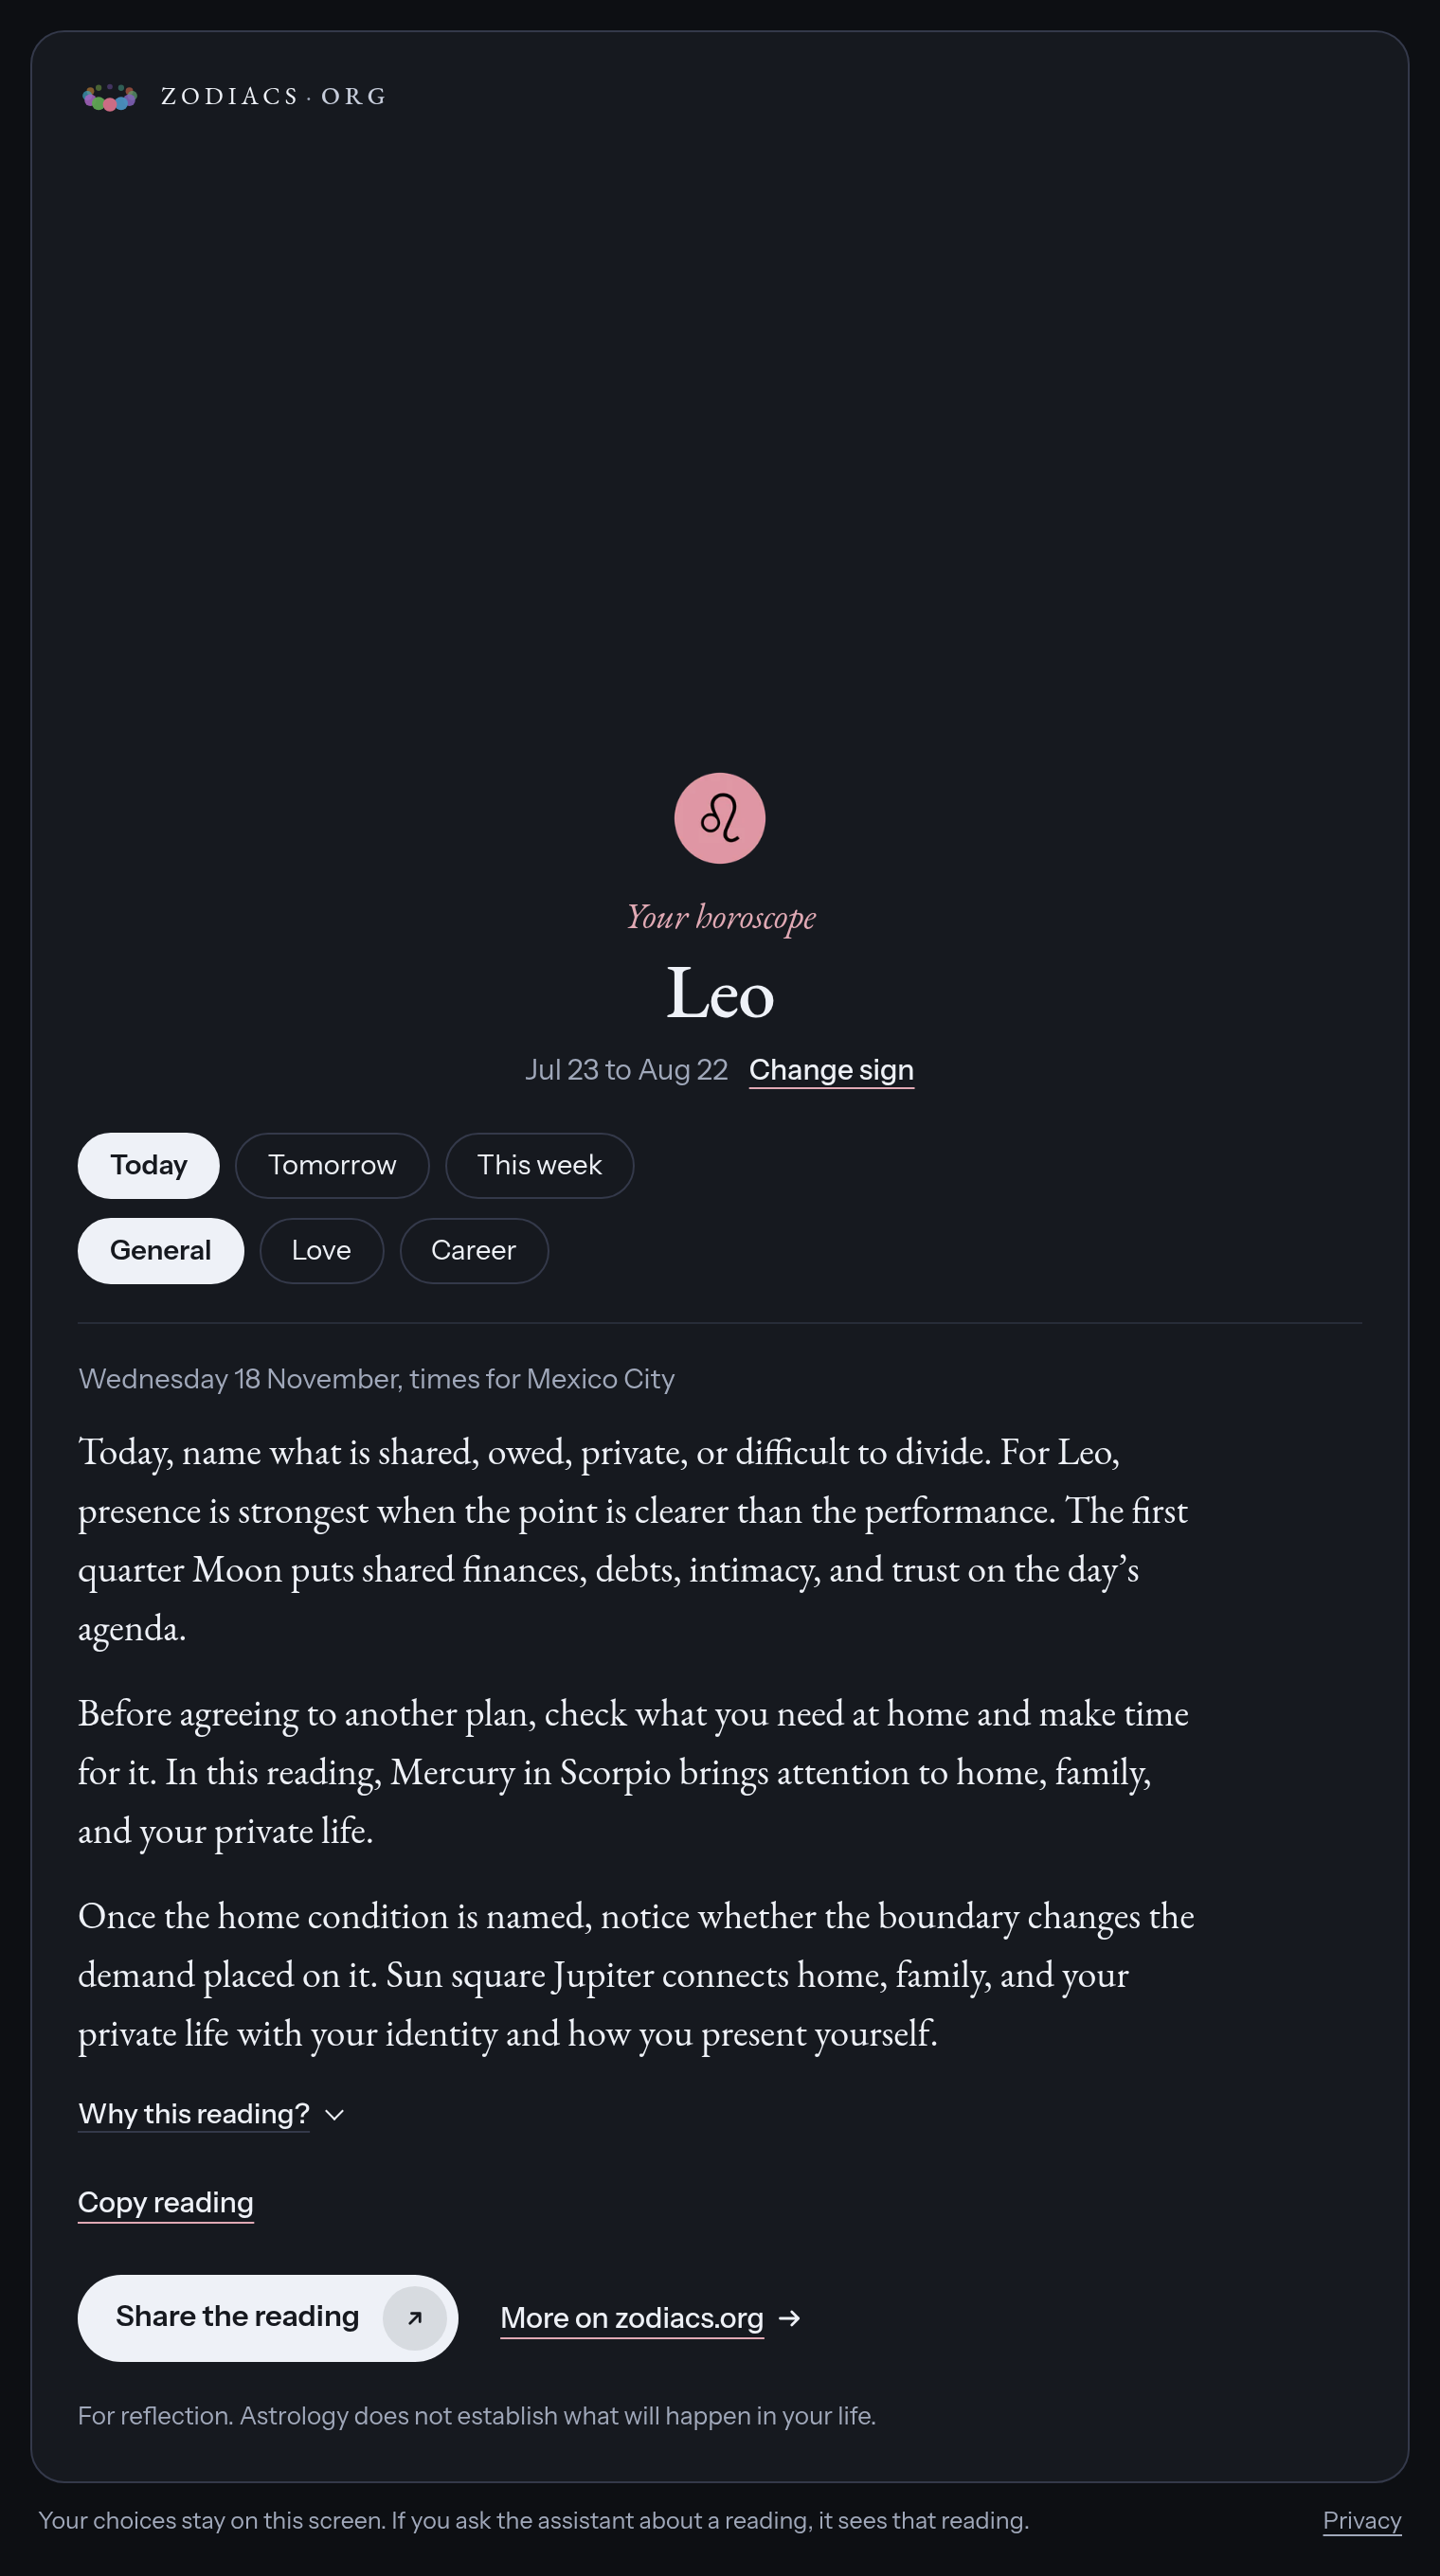 ZODIACS · ORG
Your horoscope
Leo
Jul 23 to Aug 22 Change sign
Today Tomorrow This week
General Love Career
Wednesday 18 November, times for Mexico City
Today, name what is shared, owed, private, or difficult to divide. For Leo,
presence is strongest when the point is clearer than the performance. The first
quarter Moon puts shared finances, debts, intimacy, and trust on the day’s
agenda.
Before agreeing to another plan, check what you need at home and make time
for it. In this reading, Mercury in Scorpio brings attention to home, family,
and your private life.
Once the home condition is named, notice whether the boundary changes the
demand placed on it. Sun square Jupiter connects home, family, and your
private life with your identity and how you present yourself.
Why this reading?
Copy reading
Share the reading More on zodiacs.org →
For reflection. Astrology does not establish what will happen in your life.
Your choices stay on this screen. If you ask the assistant about a reading, it sees that reading. Privacy